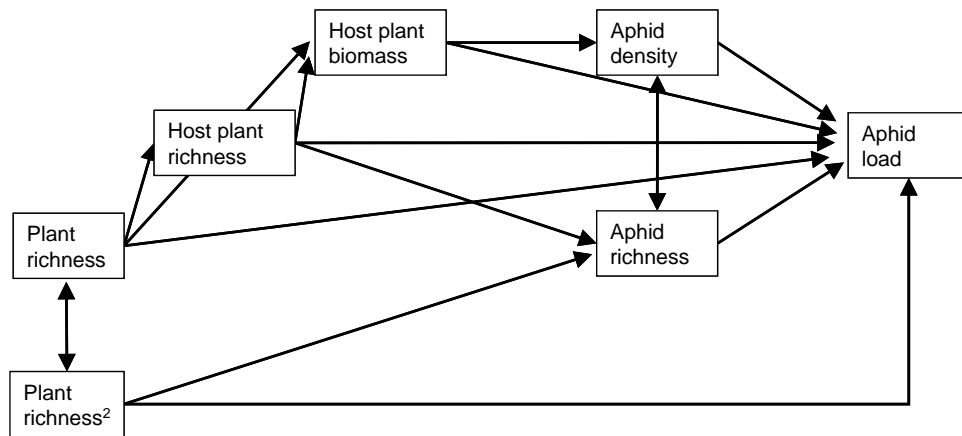 Host plant
biomass
Aphid
density
Host plant
richness
Aphid
load
Plant
richness
Aphid
richness
Plant
richness²